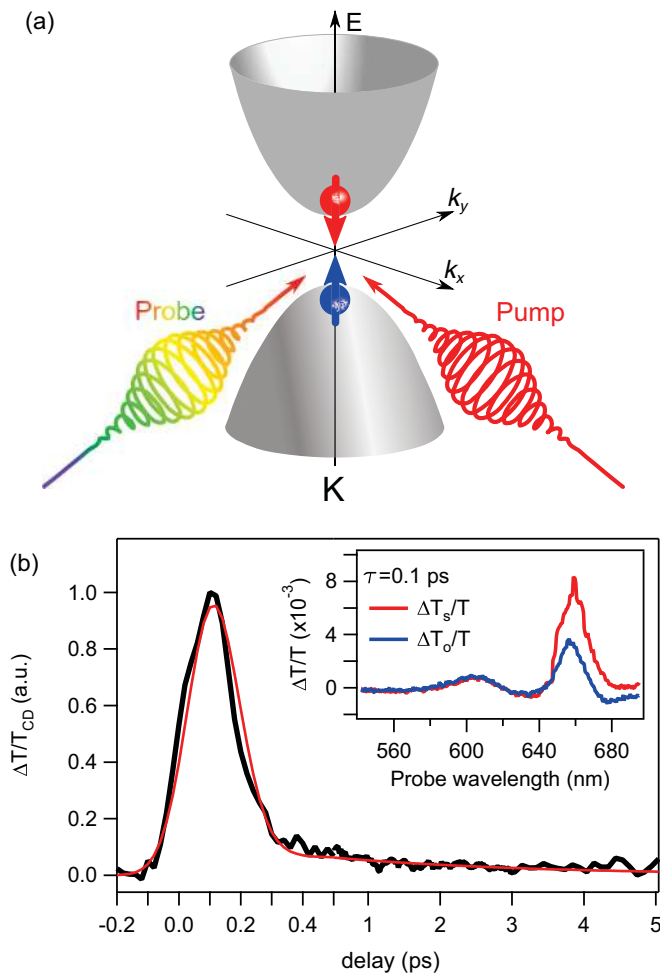 (a)
E
k_y
k_x
Probe
Pump
K
(b)
ΔT/T_CD (a.u.)
1.0
0.8
0.6
0.4
0.2
0.0
-0.2 0.0 0.2 0.4 1 2 3 4 5
delay (ps)
ΔT/T (x10⁻³)
8
4
0
τ=0.1 ps
ΔT_s/T
ΔT_o/T
560 600 640 680
Probe wavelength (nm)